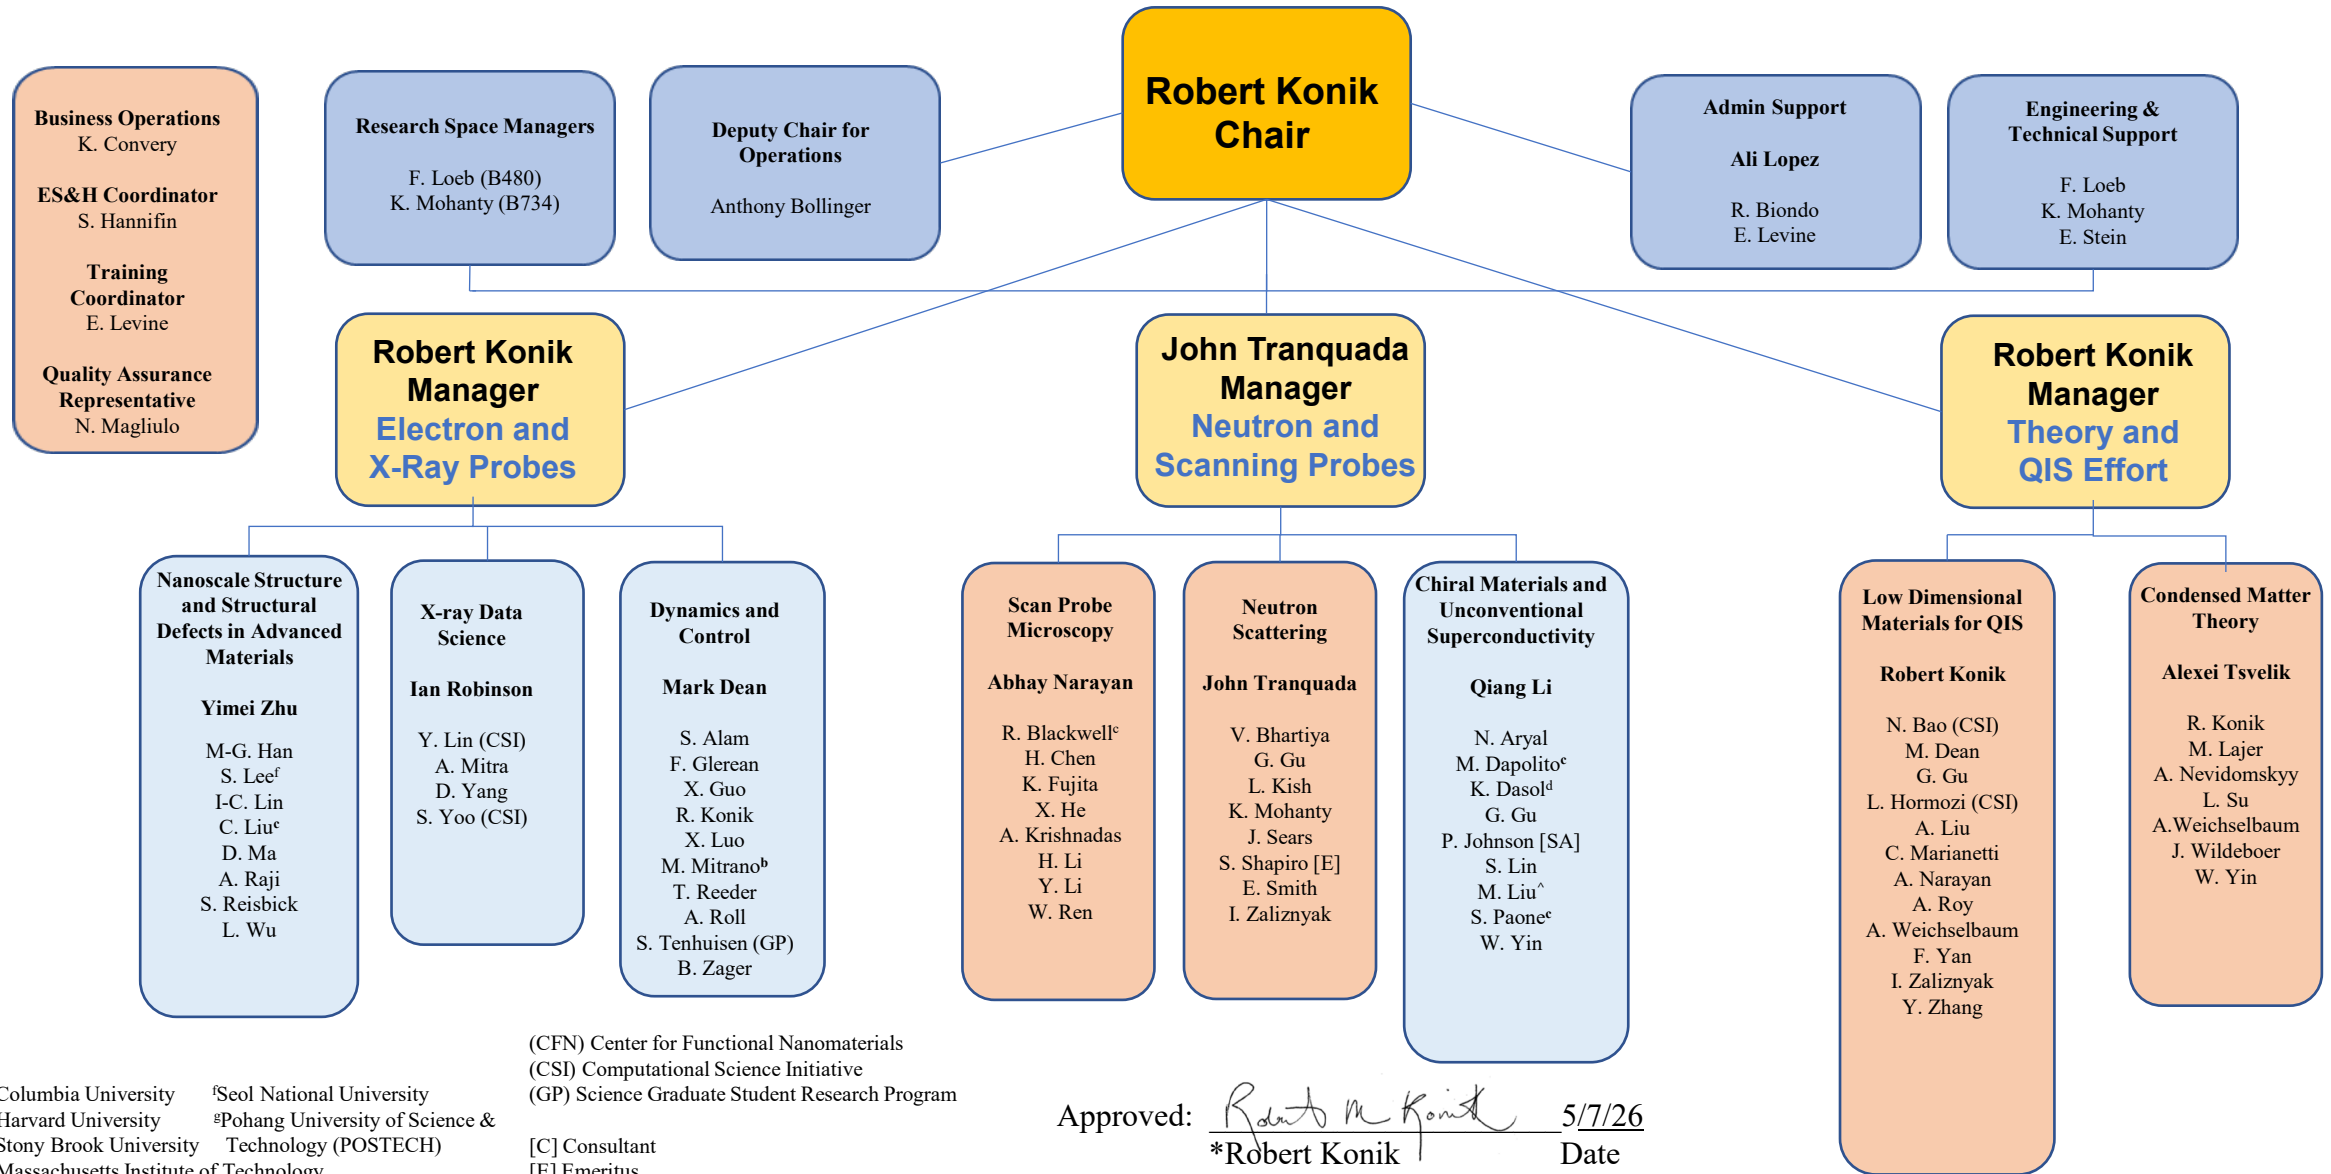 Robert Konik
Chair
Business Operations
K. Convery
ES&H Coordinator
S. Hannifin
Training
Coordinator
E. Levine
Quality Assurance
Representative
N. Magliulo
Research Space Managers
F. Loeb (B480)
K. Mohanty (B734)
Deputy Chair for
Operations
Anthony Bollinger
Admin Support
Ali Lopez
R. Biondo
E. Levine
Engineering &
Technical Support
F. Loeb
K. Mohanty
E. Stein
Robert Konik
Manager
Electron and
X-Ray Probes
John Tranquada
Manager
Neutron and
Scanning Probes
Robert Konik
Manager
Theory and
QIS Effort
Nanoscale Structure
and Structural
Defects in Advanced
Materials
Yimei Zhu
M-G. Han
S. Leeᶠ
I-C. Lin
C. Liuᶜ
D. Ma
A. Raji
S. Reisbick
L. Wu
X-ray Data
Science
Ian Robinson
Y. Lin (CSI)
A. Mitra
D. Yang
S. Yoo (CSI)
Dynamics and
Control
Mark Dean
S. Alam
F. Glerean
X. Guo
R. Konik
X. Luo
M. Mitranoᵇ
T. Reeder
A. Roll
S. Tenhuisen (GP)
B. Zager
Scan Probe
Microscopy
Abhay Narayan
R. Blackwellᶜ
H. Chen
K. Fujita
X. He
A. Krishnadas
H. Li
Y. Li
W. Ren
Neutron
Scattering
John Tranquada
V. Bhartiya
G. Gu
L. Kish
K. Mohanty
J. Sears
S. Shapiro [E]
E. Smith
I. Zaliznyak
Chiral Materials and
Unconventional
Superconductivity
Qiang Li
N. Aryal
M. Dapolitoᶜ
K. Dasolᵈ
G. Gu
P. Johnson [SA]
S. Lin
M. Liu^
S. Paoneᶜ
W. Yin
Low Dimensional
Materials for QIS
Robert Konik
N. Bao (CSI)
M. Dean
G. Gu
L. Hormozi (CSI)
A. Liu
C. Marianetti
A. Narayan
A. Roy
A. Weichselbaum
F. Yan
I. Zaliznyak
Y. Zhang
Condensed Matter
Theory
Alexei Tsvelik
R. Konik
M. Lajer
A. Nevidomskyy
L. Su
A.Weichselbaum
J. Wildeboer
W. Yin
Columbia University
Harvard University
Stony Brook University
Massachusetts Institute of Technology
ᶠSeol National University
ᵍPohang University of Science &
Technology (POSTECH)
(CFN) Center for Functional Nanomaterials
(CSI) Computational Science Initiative
(GP) Science Graduate Student Research Program
[C] Consultant
[E] Emeritus
Approved: Robert M Konik 5/7/26
*Robert Konik Date